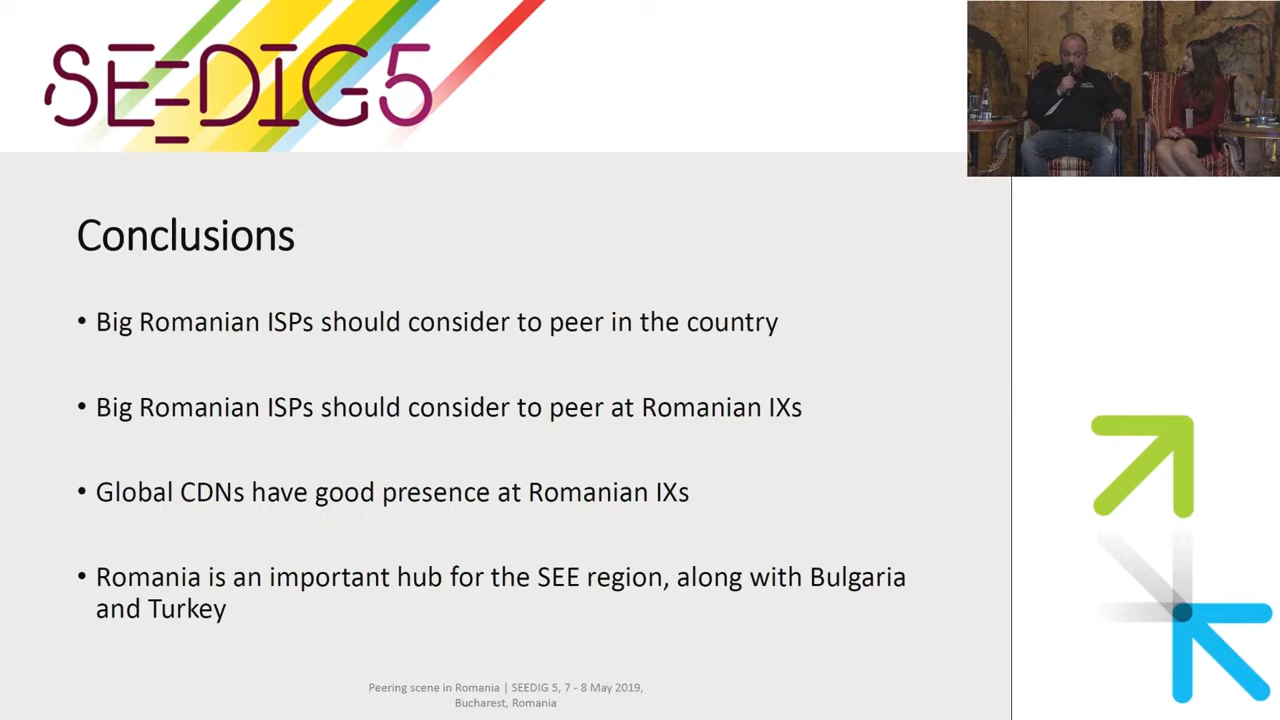 SEEDIG5
Conclusions
• Big Romanian ISPs should consider to peer in the country
• Big Romanian ISPs should consider to peer at Romanian IXs
• Global CDNs have good presence at Romanian IXs
• Romania is an important hub for the SEE region, along with Bulgaria
and Turkey
Peering scene in Romania | SEEDIG 5, 7 - 8 May 2019,
Bucharest, Romania